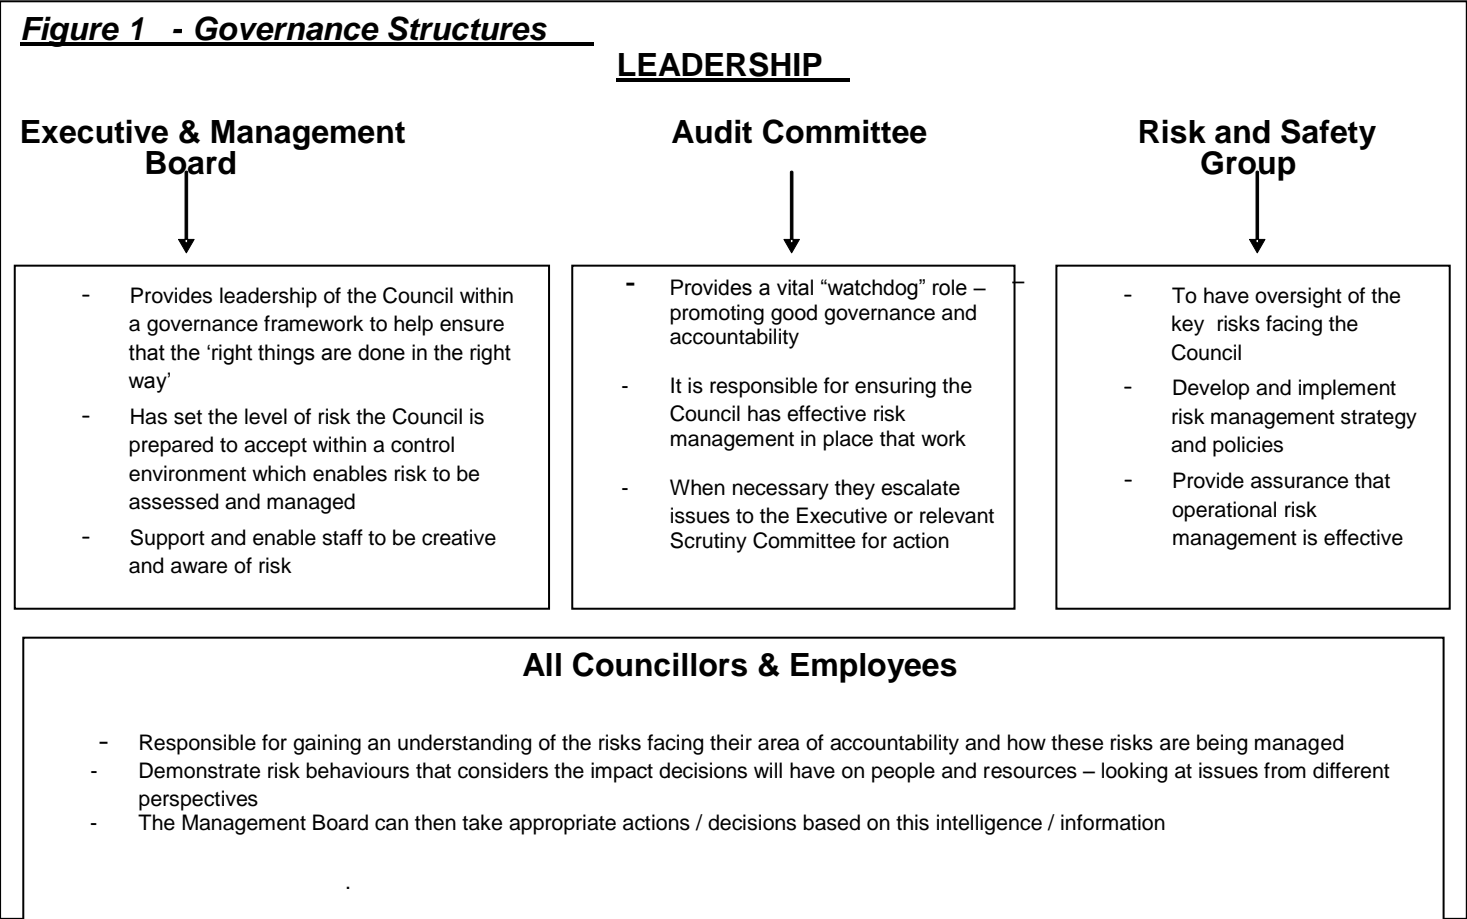 Figure 1 - Governance Structures
LEADERSHIP
Executive & Management
Board
- Provides leadership of the Council within
a governance framework to help ensure
that the ‘right things are done in the right
way’
- Has set the level of risk the Council is
prepared to accept within a control
environment which enables risk to be
assessed and managed
- Support and enable staff to be creative
and aware of risk
Audit Committee
- Provides a vital “watchdog” role – –
promoting good governance and
accountability
- It is responsible for ensuring the
Council has effective risk
management in place that work
- When necessary they escalate
issues to the Executive or relevant
Scrutiny Committee for action
Risk and Safety
Group
- To have oversight of the
key risks facing the
Council
- Develop and implement
risk management strategy
and policies
- Provide assurance that
operational risk
management is effective
All Councillors & Employees
- Responsible for gaining an understanding of the risks facing their area of accountability and how these risks are being managed
- Demonstrate risk behaviours that considers the impact decisions will have on people and resources – looking at issues from different
perspectives
- The Management Board can then take appropriate actions / decisions based on this intelligence / information
.